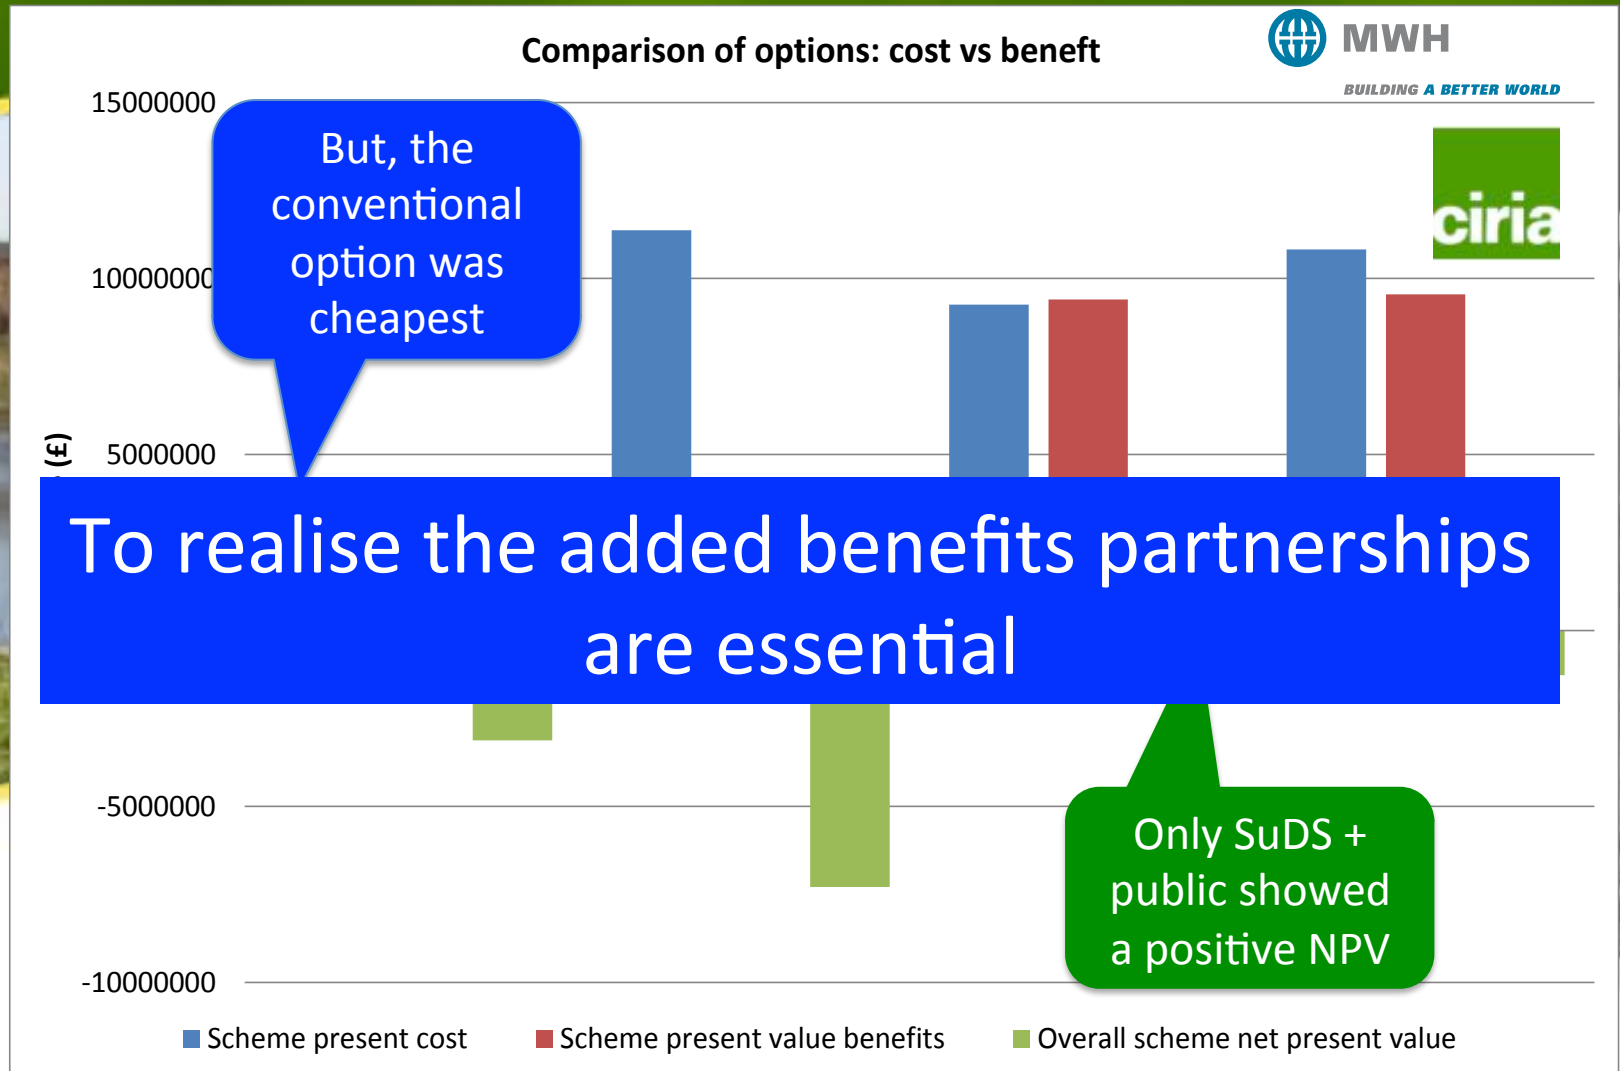 Comparison of options: cost vs beneft
MWH
BUILDING A BETTER WORLD
ciria
15000000
10000000
5000000
-5000000
-10000000
(£)
But, the
conventional
option was
cheapest
To realise the added benefits partnerships
are essential
Only SuDS +
public showed
a positive NPV
Scheme present cost
Scheme present value benefits
Overall scheme net present value